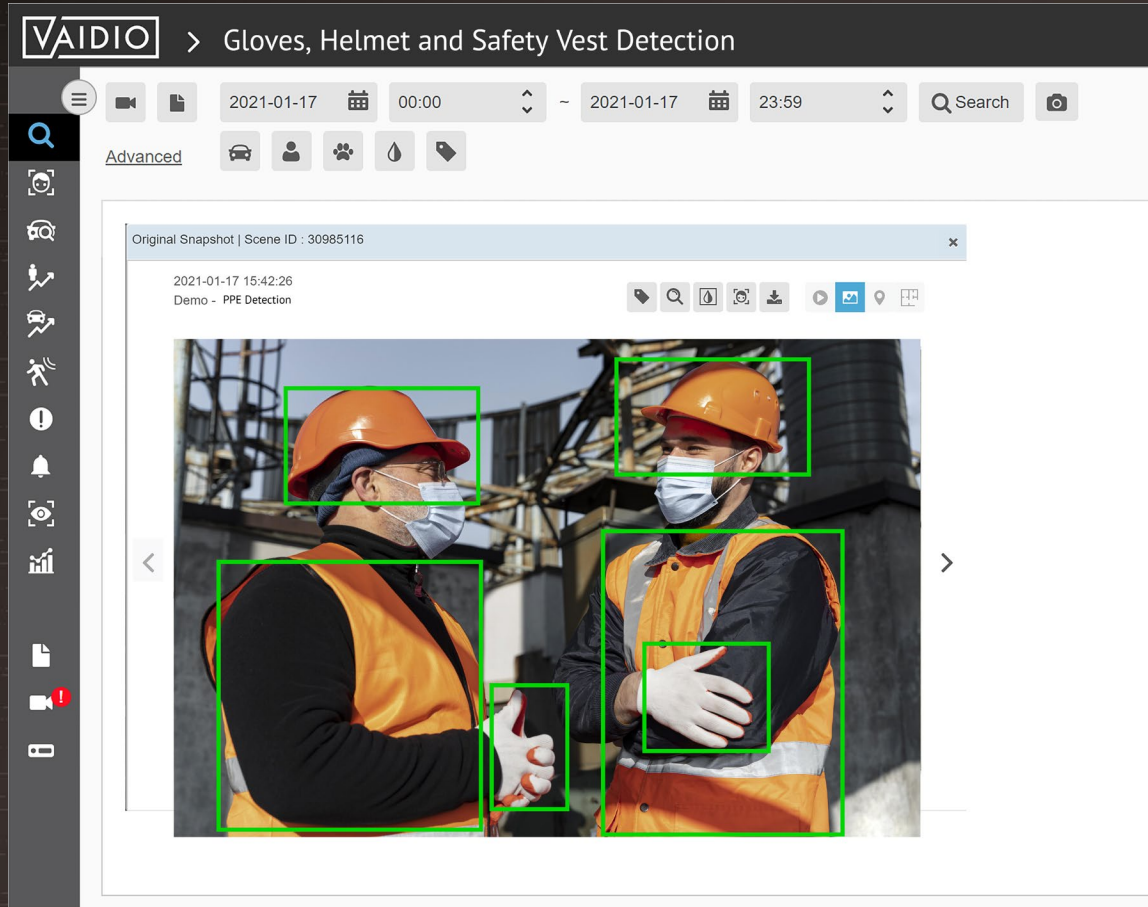 VAIDIO > Gloves, Helmet and Safety Vest Detection
2021-01-17 00:00 ~ 2021-01-17 23:59 Search
Advanced
Original Snapshot | Scene ID : 30985116 ×
2021-01-17 15:42:26
Demo - PPE Detection
!